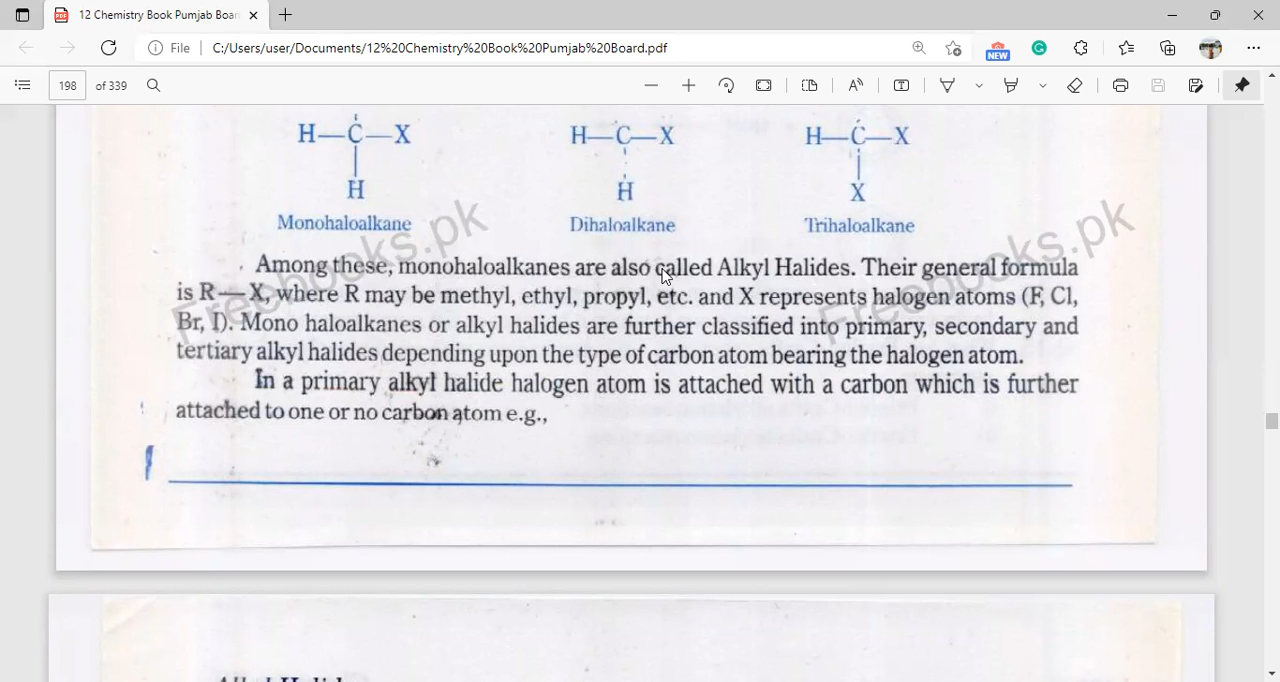 12 Chemistry Book Pumjab Boar
File | C:/Users/user/Documents/12%20Chemistry%20Book%20Pumjab%20Board.pdf
NEW
198 of 339
H—C—X H—C—X H—C—X
H H X
Monohaloalkane Dihaloalkane Trihaloalkane
Among these, monohaloalkanes are also called Alkyl Halides. Their general formula
is R—X, where R may be methyl, ethyl, propyl, etc. and X represents halogen atoms (F, Cl,
Br, I). Mono haloalkanes or alkyl halides are further classified into primary, secondary and
tertiary alkyl halides depending upon the type of carbon atom bearing the halogen atom.
In a primary alkyl halide halogen atom is attached with a carbon which is further
attached to one or no carbon atom e.g.,
Freebooks.pk
Freebooks.pk